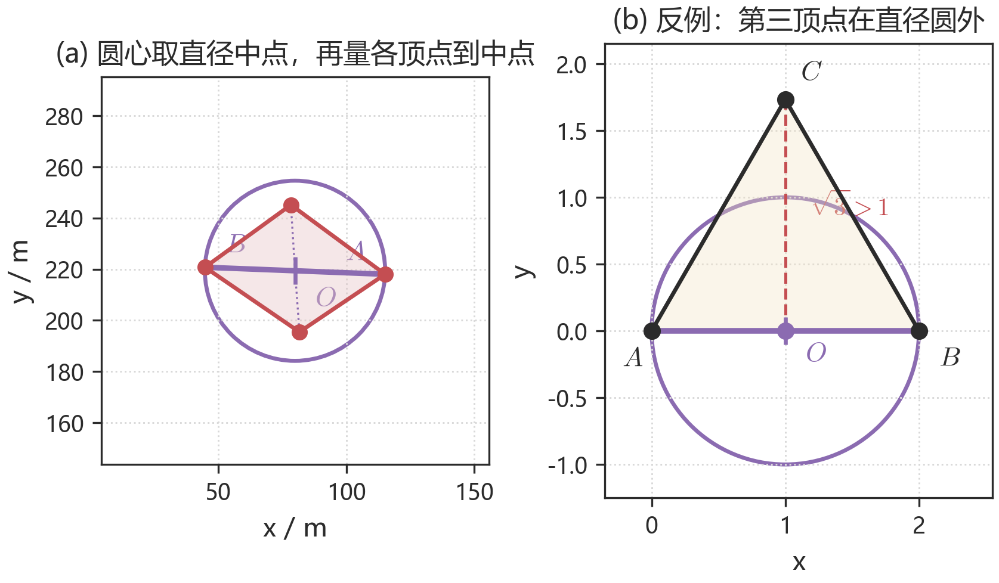 (a) 圆心取直径中点，再量各顶点到中点
280
260
240
220
200
180
160
y / m
50 100 150
x / m
B
A
O
(b) 反例：第三顶点在直径圆外
2.0
1.5
1.0
0.5
0.0
-0.5
-1.0
y
0 1 2
x
C
√3 > 1
A
O
B